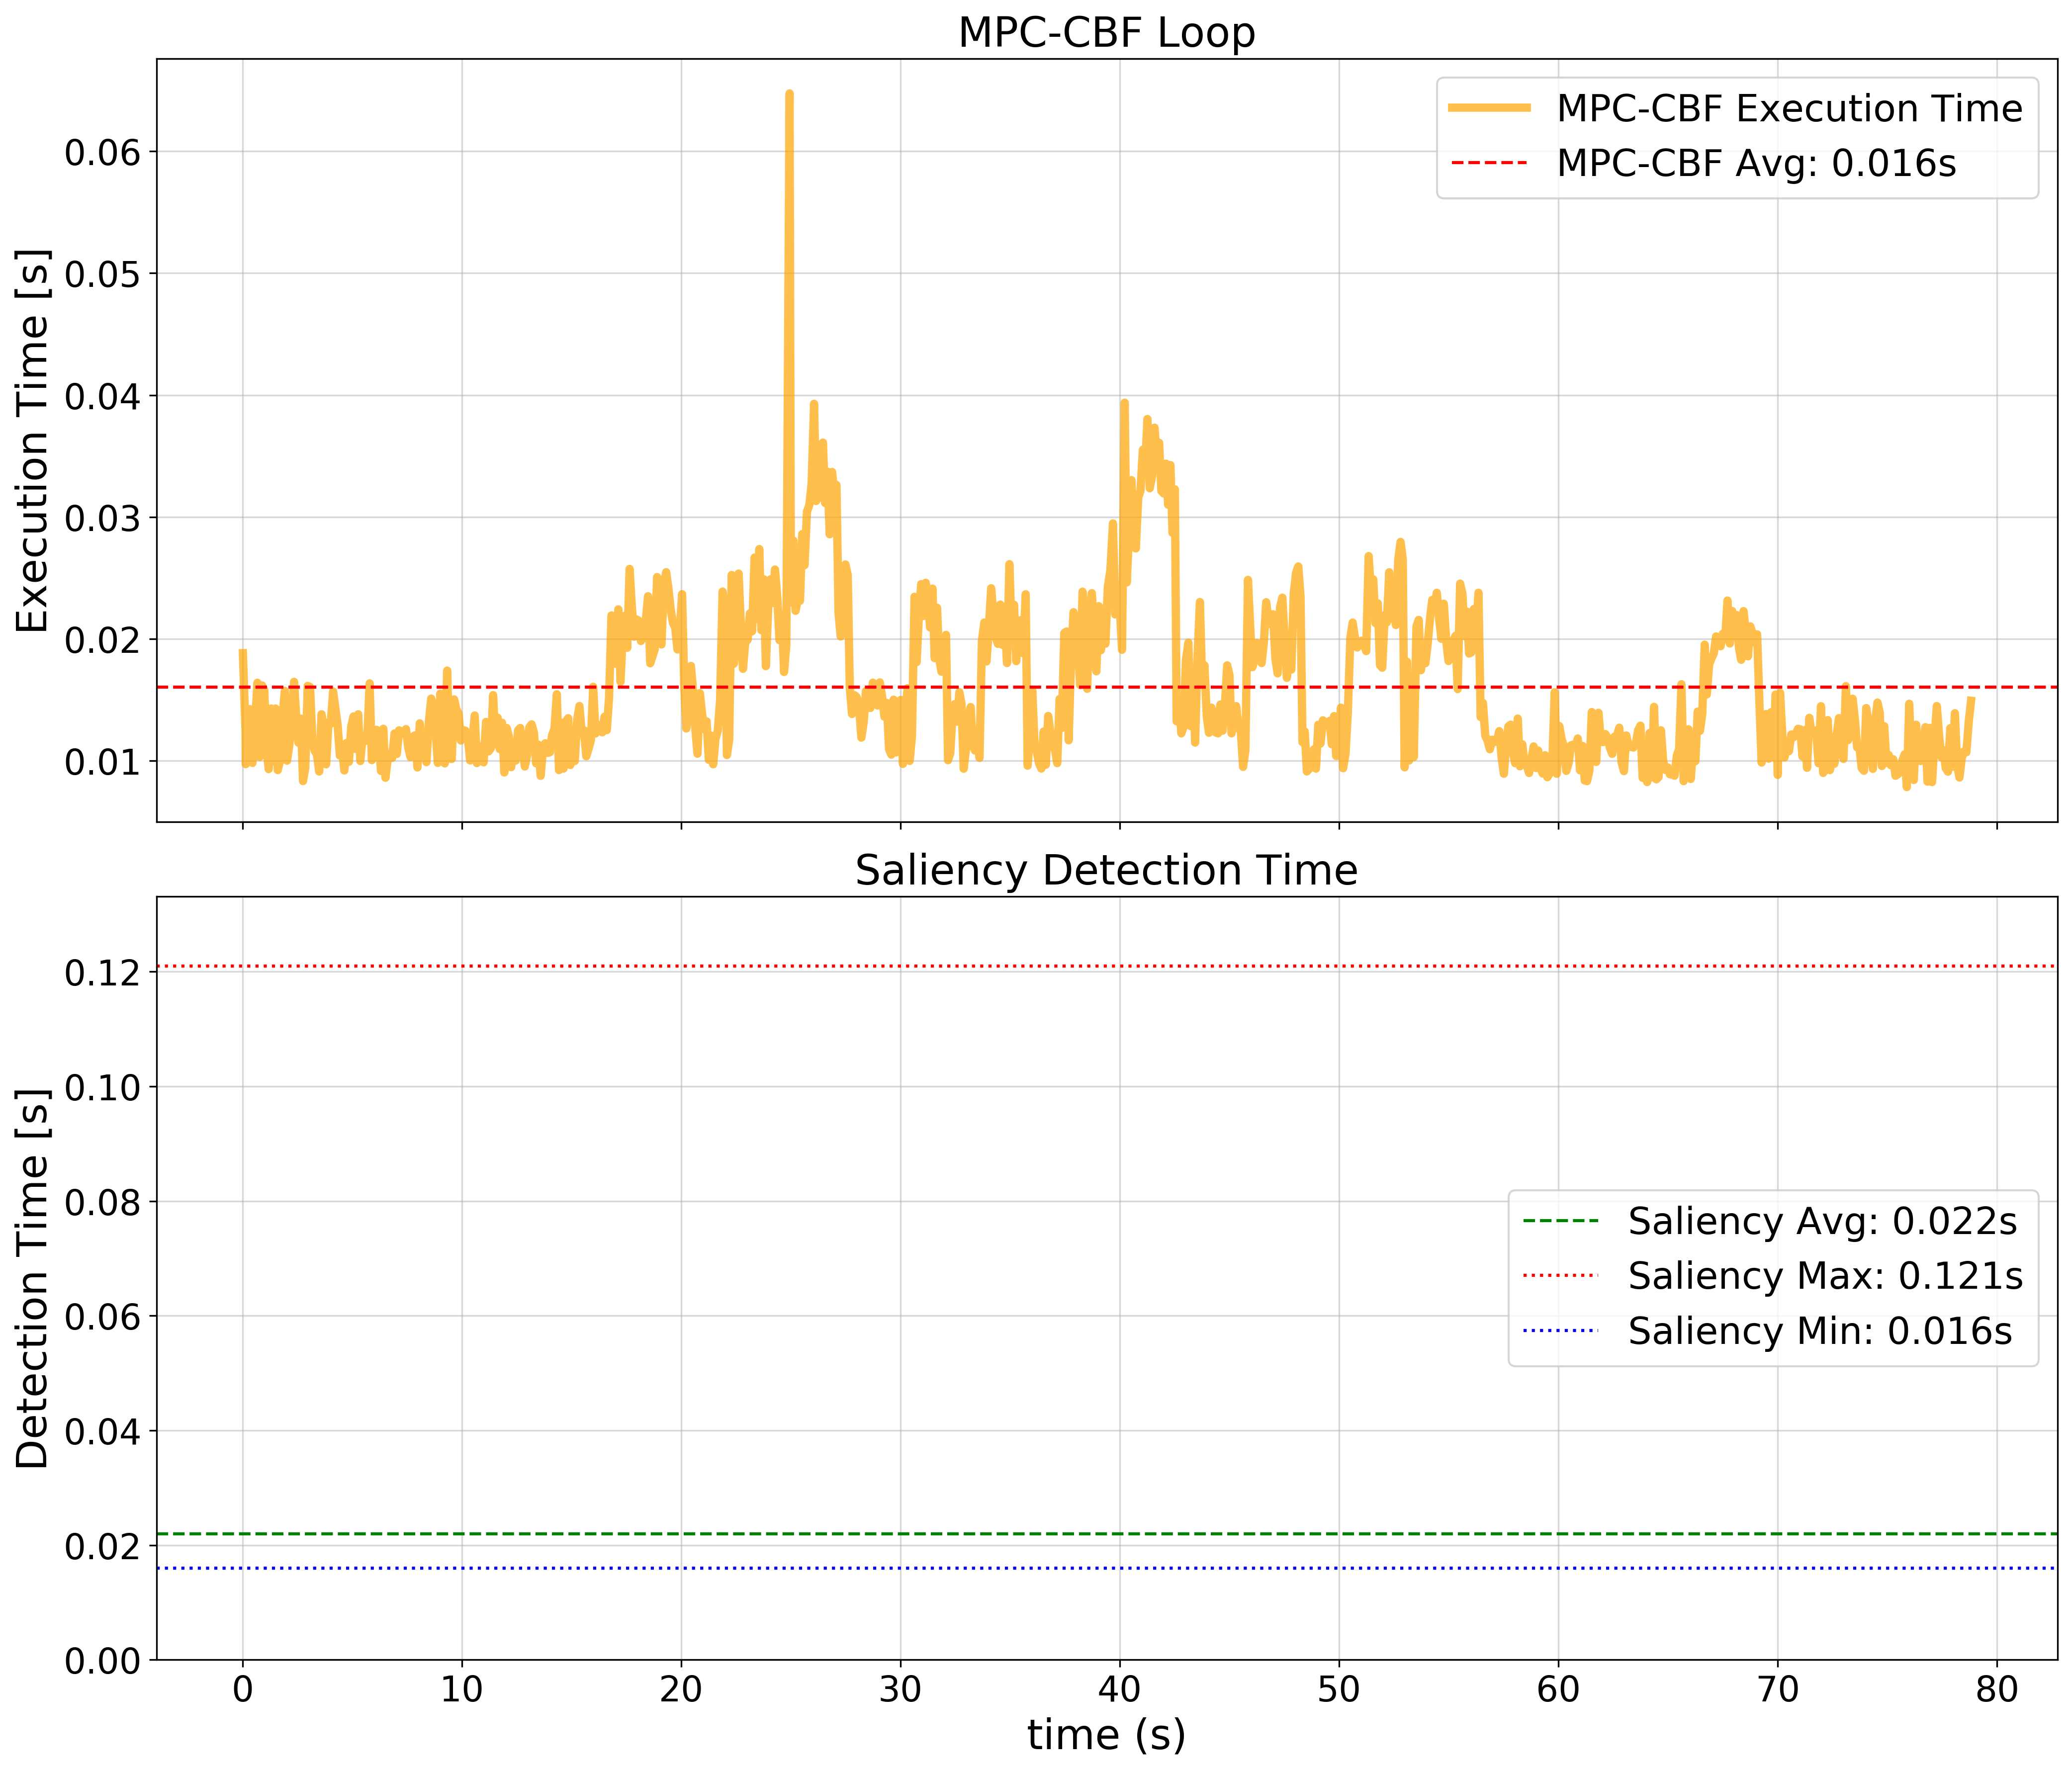 MPC-CBF Loop
Execution Time [s]
0.06
0.05
0.04
0.03
0.02
0.01
MPC-CBF Execution Time
MPC-CBF Avg: 0.016s
Saliency Detection Time
Detection Time [s]
0.12
0.10
0.08
0.06
0.04
0.02
0.00
Saliency Avg: 0.022s
Saliency Max: 0.121s
Saliency Min: 0.016s
0 10 20 30 40 50 60 70 80
time (s)